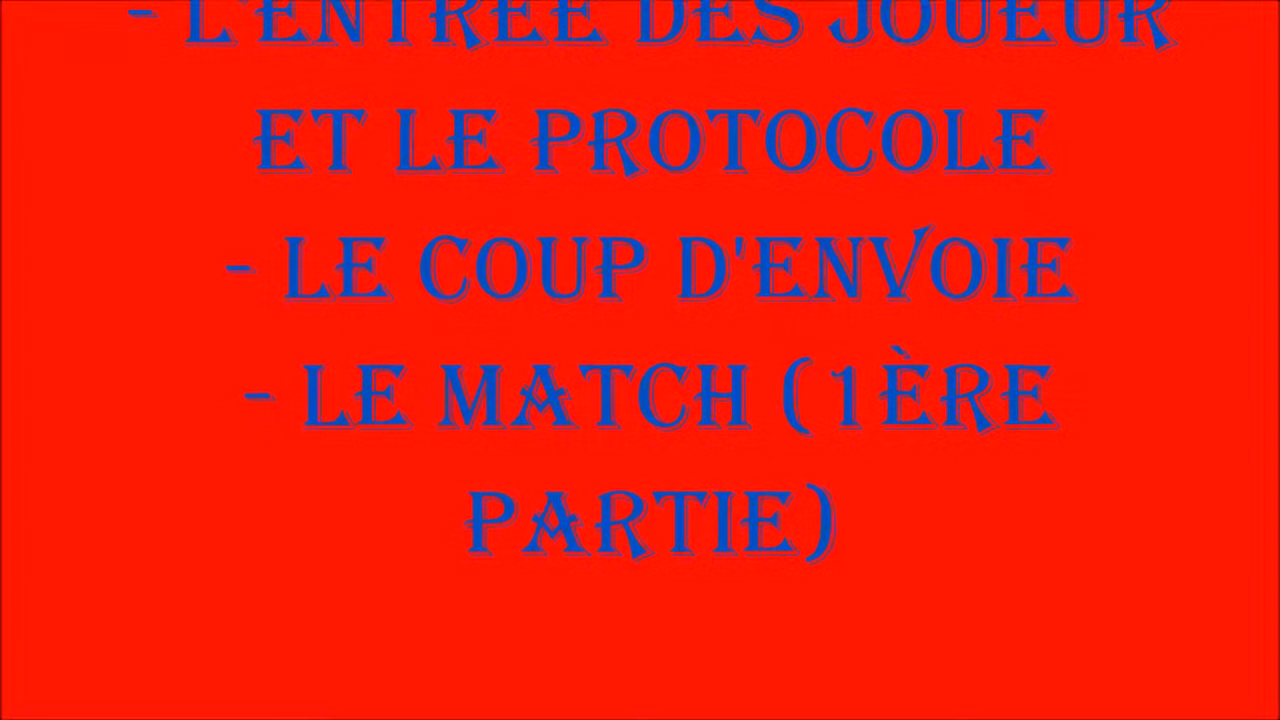 - L'ENTRÉE DES JOUEUR
ET LE PROTOCOLE
- LE COUP D'ENVOIE
- LE MATCH (1ÈRE
PARTIE)